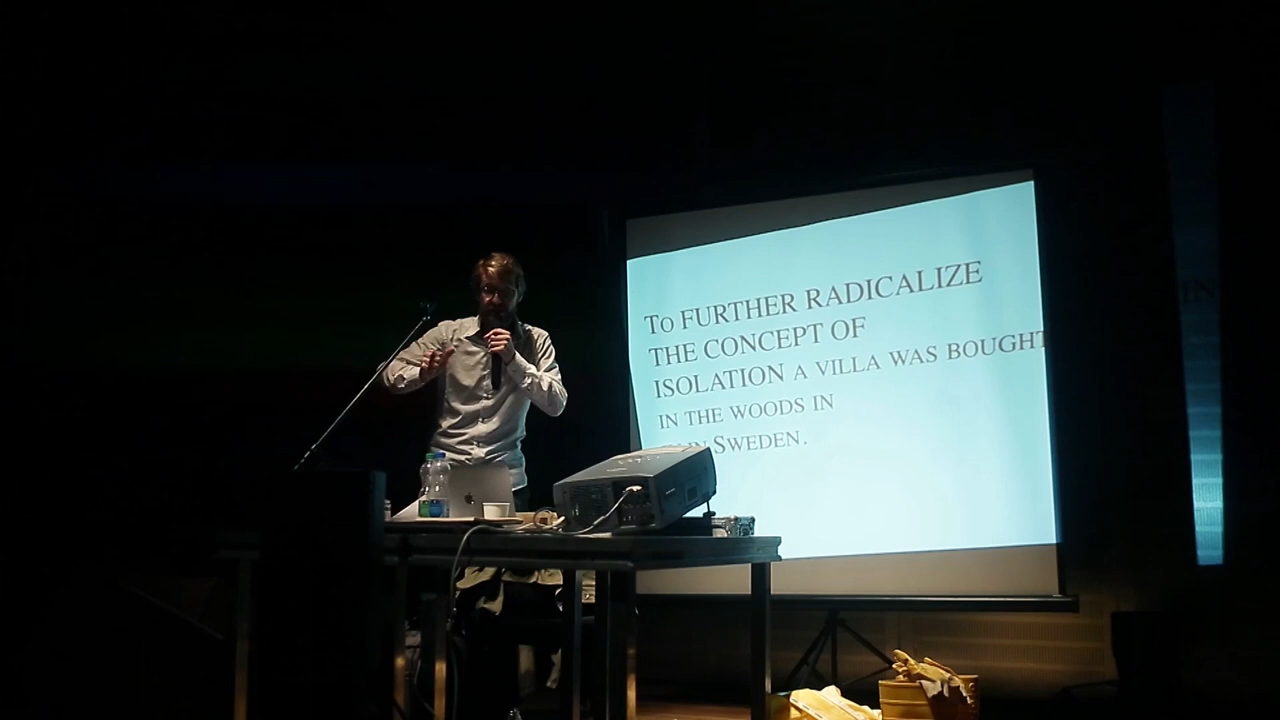 To FURTHER RADICALIZE
THE CONCEPT OF
ISOLATION A VILLA WAS BOUGHT
IN THE WOODS IN
SWEDEN.